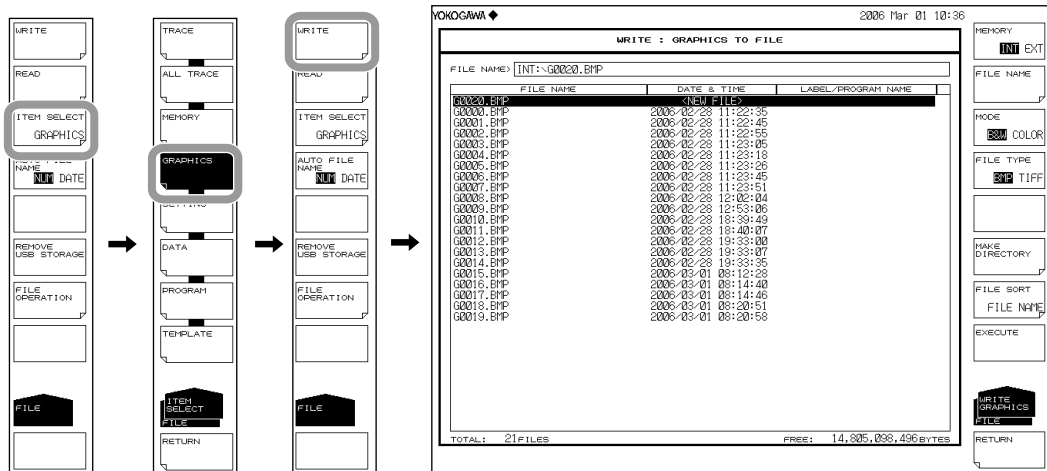 WRITE
READ
ITEM SELECT
GRAPHICS
AUTO FILE
NAME
NUM DATE
REMOVE
USB STORAGE
FILE
OPERATION
FILE
TRACE
ALL TRACE
MEMORY
GRAPHICS
SETTING
DATA
PROGRAM
TEMPLATE
ITEM
SELECT
FILE
RETURN
WRITE
READ
ITEM SELECT
GRAPHICS
AUTO FILE
NAME
NUM DATE
REMOVE
USB STORAGE
FILE
OPERATION
FILE
YOKOGAWA 2006 Mar 01 10:36
WRITE : GRAPHICS TO FILE
FILE NAME> INT:\G0020.BMP
FILE NAME DATE & TIME LABEL/PROGRAM NAME
G0020.BMP <NEW FILE>
G0000.BMP 2006/02/28 11:22:35
G0001.BMP 2006/02/28 11:22:45
G0002.BMP 2006/02/28 11:22:55
G0003.BMP 2006/02/28 11:23:05
G0004.BMP 2006/02/28 11:23:18
G0005.BMP 2006/02/28 11:23:26
G0006.BMP 2006/02/28 11:23:45
G0007.BMP 2006/02/28 11:23:51
G0008.BMP 2006/02/28 12:02:04
G0009.BMP 2006/02/28 12:53:06
G0010.BMP 2006/02/28 18:39:49
G0011.BMP 2006/02/28 18:40:07
G0012.BMP 2006/02/28 19:33:00
G0013.BMP 2006/02/28 19:33:07
G0014.BMP 2006/02/28 19:33:35
G0015.BMP 2006/03/01 08:12:28
G0016.BMP 2006/03/01 08:14:40
G0017.BMP 2006/03/01 08:14:46
G0018.BMP 2006/03/01 08:20:51
G0019.BMP 2006/03/01 08:20:58
TOTAL: 21FILES FREE: 14,805,098,496BYTES
MEMORY
INT EXT
FILE NAME
MODE
B&W COLOR
FILE TYPE
BMP TIFF
MAKE
DIRECTORY
FILE SORT
FILE NAME
EXECUTE
WRITE
GRAPHICS
FILE
RETURN